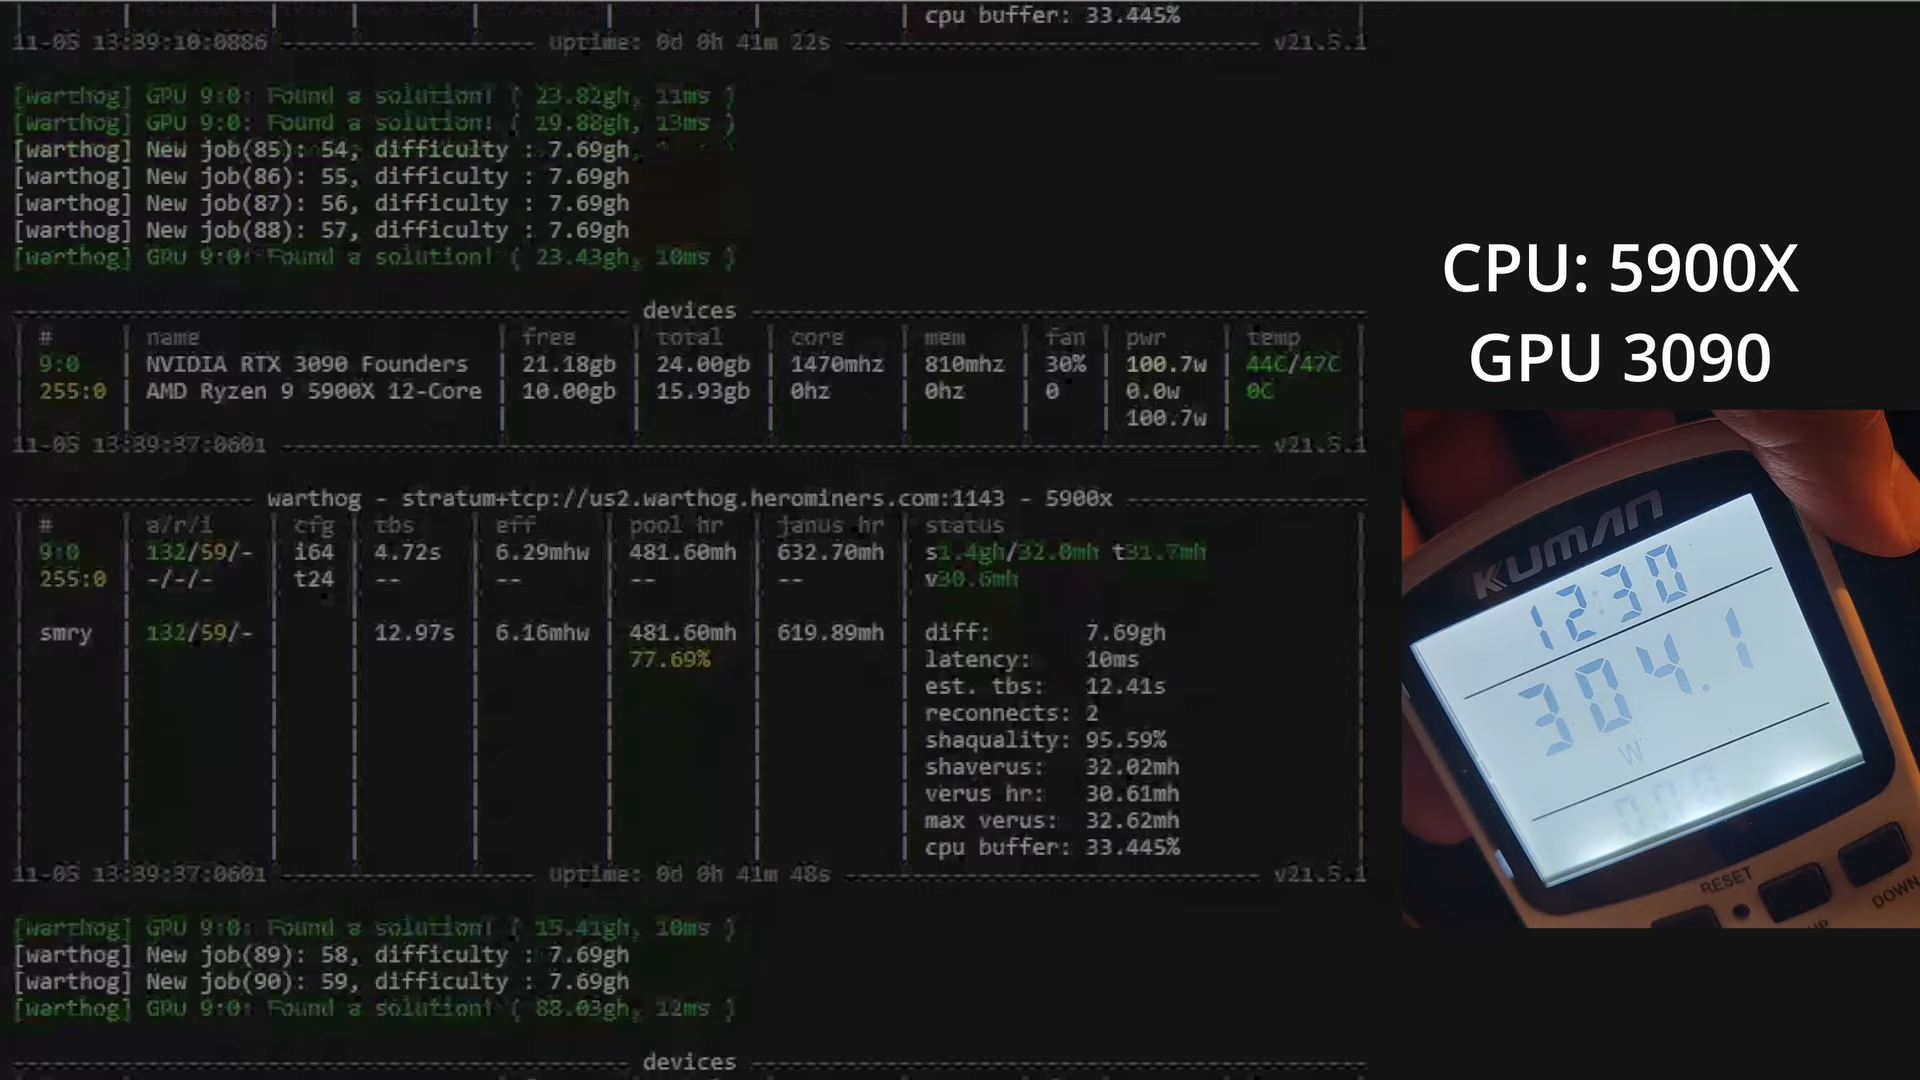 cpu buffer: 33.445%
11-05 13:39:10:0886 uptime: 0d 0h 41m 22s v21.5.1
[warthog] GPU 9:0: Found a solution! ( 23.82gh, 11ms )
[warthog] GPU 9:0: Found a solution! ( 19.88gh, 13ms )
[warthog] New job(85): 54, difficulty : 7.69gh
[warthog] New job(86): 55, difficulty : 7.69gh
[warthog] New job(87): 56, difficulty : 7.69gh
[warthog] New job(88): 57, difficulty : 7.69gh
[warthog] GPU 9:0: Found a solution! ( 23.43gh, 10ms )
devices
# name free total core mem fan pwr temp
9:0 NVIDIA RTX 3090 Founders 21.18gb 24.00gb 1470mhz 810mhz 30% 100.7w 44C/47C
255:0 AMD Ryzen 9 5900X 12-Core 10.00gb 15.93gb 0hz 0hz 0 0.0w 0C
100.7w
11-05 13:39:37:0601 v21.5.1
warthog - stratum+tcp://us2.warthog.herominers.com:1143 - 5900x
# a/r/i cfg tbs eff pool hr janus hr status
9:0 132/59/- i64 4.72s 6.29mhw 481.60mh 632.70mh s1.4gh/32.0mh t31.7mh
255:0 -/-/- t24 -- -- -- -- v30.6mh
smry 132/59/- 12.97s 6.16mhw 481.60mh 619.89mh diff: 7.69gh
77.69% latency: 10ms
est. tbs: 12.41s
reconnects: 2
shaquality: 95.59%
shaverus: 32.02mh
verus hr: 30.61mh
max verus: 32.62mh
cpu buffer: 33.445%
11-05 13:39:37:0601 uptime: 0d 0h 41m 48s v21.5.1
[warthog] GPU 9:0: Found a solution! ( 15.41gh, 10ms )
[warthog] New job(89): 58, difficulty : 7.69gh
[warthog] New job(90): 59, difficulty : 7.69gh
[warthog] GPU 9:0: Found a solution! ( 88.03gh, 12ms )
devices
CPU: 5900X
GPU 3090
KUMAN
12:30
304.1
W
000
RESET
UP
DOWN